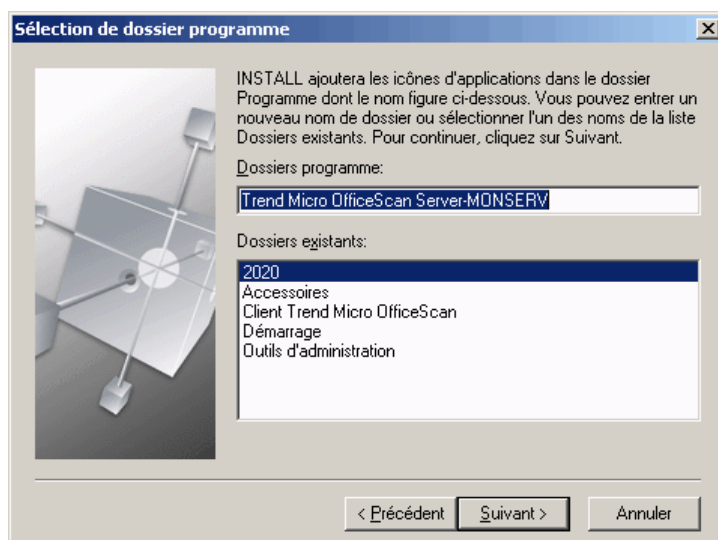 Sélection de dossier programme
INSTALL ajoutera les icônes d'applications dans le dossier
Programme dont le nom figure ci-dessous. Vous pouvez entrer un
nouveau nom de dossier ou sélectionner l'un des noms de la liste
Dossiers existants. Pour continuer, cliquez sur Suivant.
Dossiers programme:
Trend Micro OfficeScan Server-MONSERV
Dossiers existants:
2020
Accessoires
Client Trend Micro OfficeScan
Démarrage
Outils d'administration
< Précédent
Suivant >
Annuler